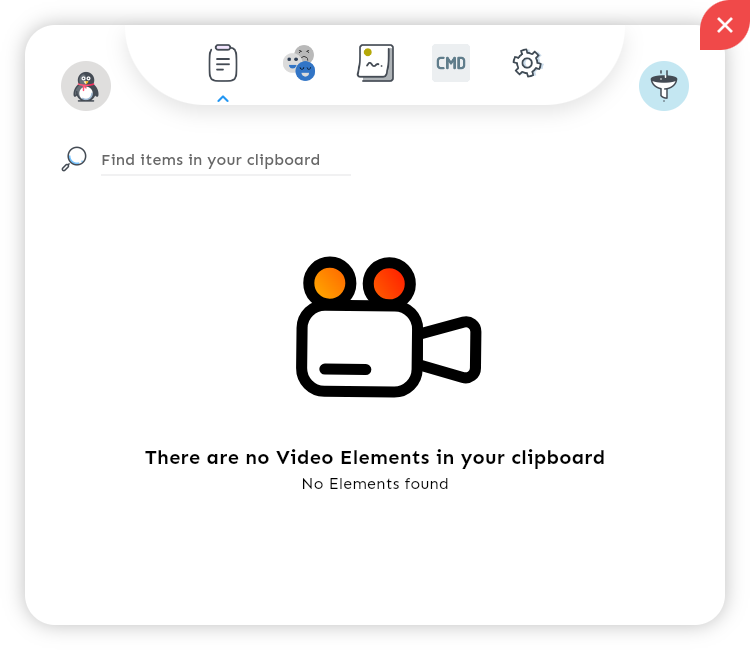 CMD
Find items in your clipboard
There are no Video Elements in your clipboard
No Elements found